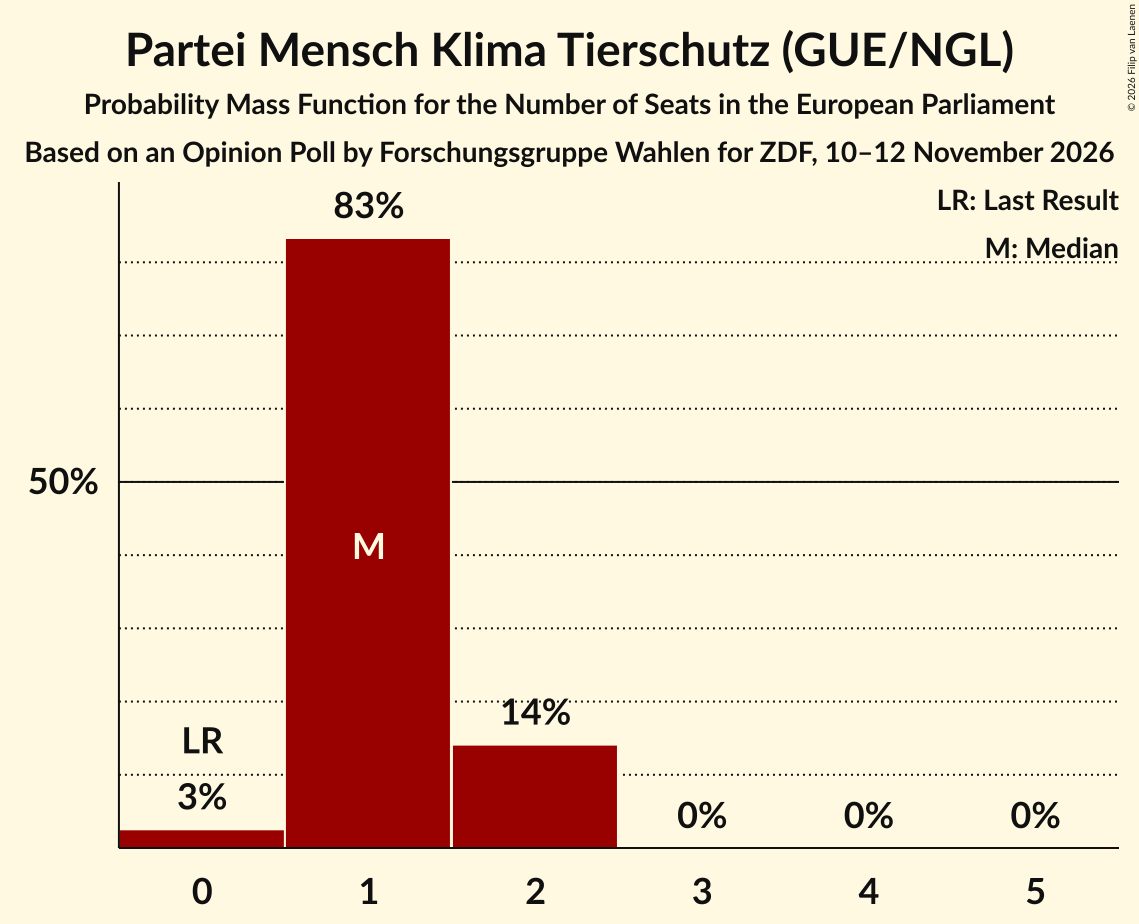 © 2026 Filip van Laenen
Partei Mensch Klima Tierschutz (GUE/NGL)
Probability Mass Function for the Number of Seats in the European Parliament
Based on an Opinion Poll by Forschungsgruppe Wahlen for ZDF, 10–12 November 2026
LR: Last Result
M: Median
83%
50%
M
14%
LR
3%
0% 0% 0%
0 1 2 3 4 5